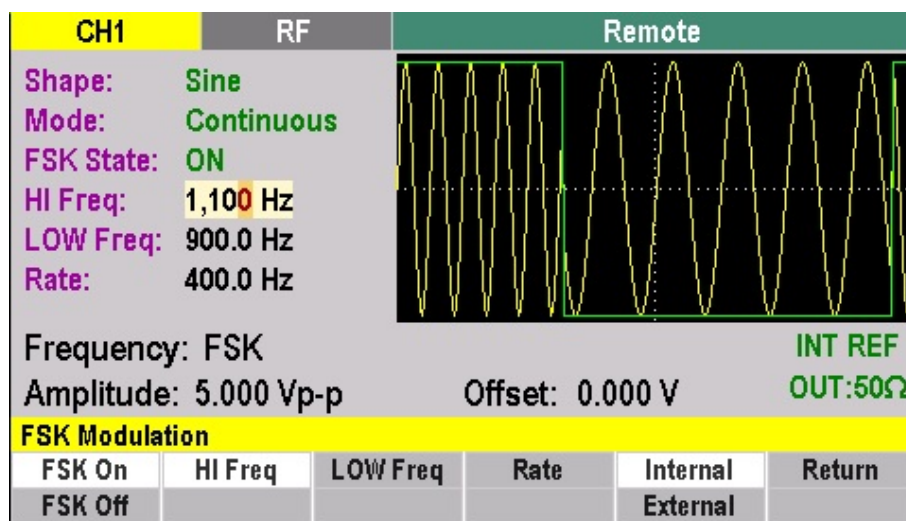 CH1 RF Remote
Shape: Sine
Mode: Continuous
FSK State: ON
HI Freq: 1,100 Hz
LOW Freq: 900.0 Hz
Rate: 400.0 Hz
Frequency: FSK INT REF
Amplitude: 5.000 Vp-p Offset: 0.000 V OUT:50Ω
FSK Modulation
FSK On HI Freq LOW Freq Rate Internal Return
FSK Off External